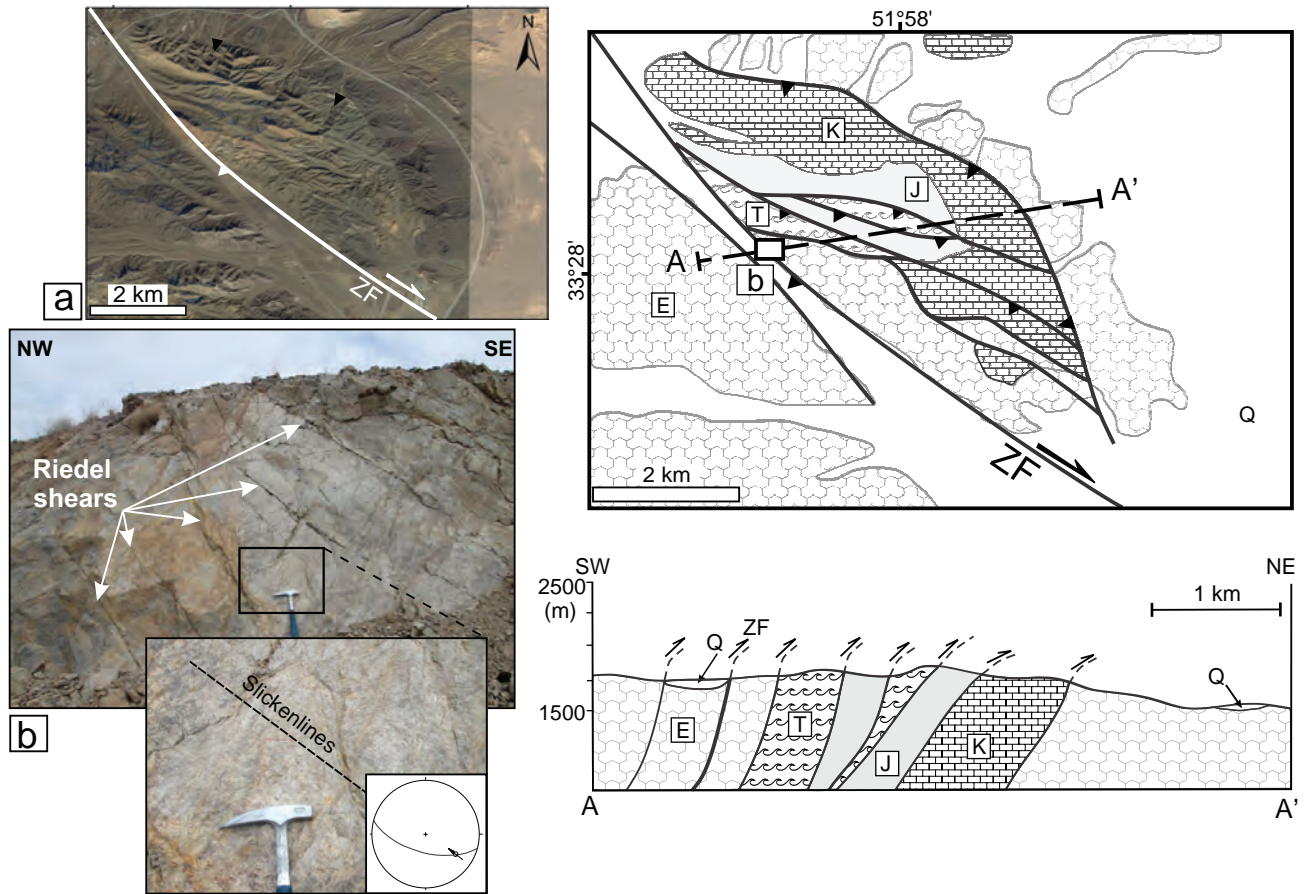 N
ZF
a
2 km
NW
SE
Riedel
shears
b
Slickenlines
51°58'
33°28'
K
J
A'
T
A
b
E
Q
ZF
2 km
SW
NE
2500
(m)
1500
1 km
Q
ZF
Q
E
T
J
K
A
A'